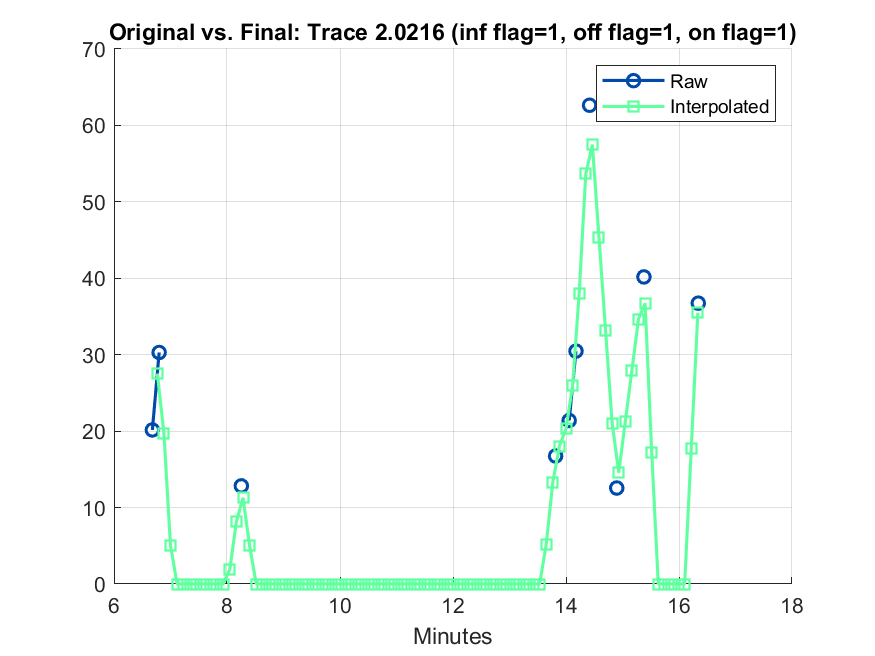 Original vs. Final: Trace 2.0216 (inf flag=1, off flag=1, on flag=1)
Raw
Interpolated
70
60
50
40
30
20
10
0
6 8 10 12 14 16 18
Minutes